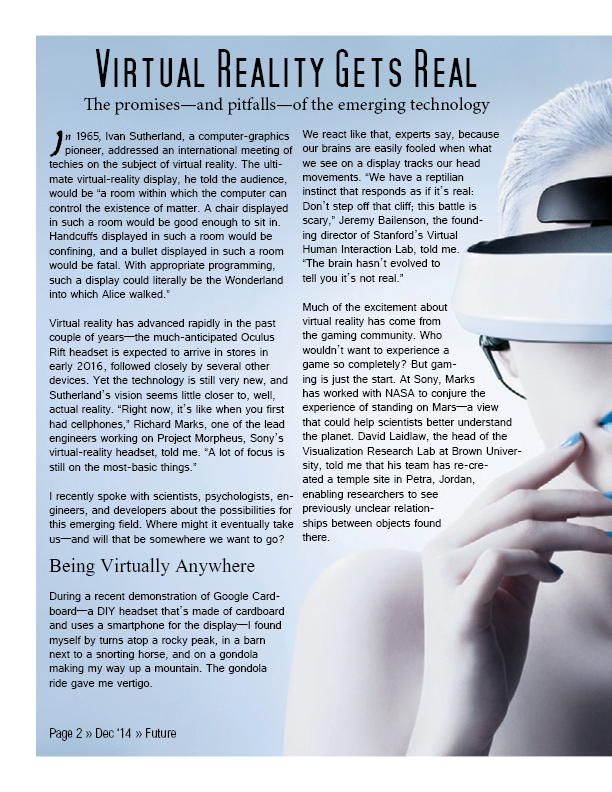 VIRTUAL REALITY GETS REAL
The promises—and pitfalls—of the emerging technology
In 1965, Ivan Sutherland, a computer-graphics
pioneer, addressed an international meeting of
techies on the subject of virtual reality. The ulti-
mate virtual-reality display, he told the audience,
would be “a room within which the computer can
control the existence of matter. A chair displayed
in such a room would be good enough to sit in.
Handcuffs displayed in such a room would be
confining, and a bullet displayed in such a room
would be fatal. With appropriate programming,
such a display could literally be the Wonderland
into which Alice walked.”
Virtual reality has advanced rapidly in the past
couple of years—the much-anticipated Oculus
Rift headset is expected to arrive in stores in
early 2016, followed closely by several other
devices. Yet the technology is still very new, and
Sutherland’s vision seems little closer to, well,
actual reality. “Right now, it’s like when you first
had cellphones,” Richard Marks, one of the lead
engineers working on Project Morpheus, Sony’s
virtual-reality headset, told me. “A lot of focus is
still on the most-basic things.”
I recently spoke with scientists, psychologists, en-
gineers, and developers about the possibilities for
this emerging field. Where might it eventually take
us—and will that be somewhere we want to go?
Being Virtually Anywhere
During a recent demonstration of Google Card-
board—a DIY headset that’s made of cardboard
and uses a smartphone for the display—I found
myself by turns atop a rocky peak, in a barn
next to a snorting horse, and on a gondola
making my way up a mountain. The gondola
ride gave me vertigo.
We react like that, experts say, because
our brains are easily fooled when what
we see on a display tracks our head
movements. “We have a reptilian
instinct that responds as if it’s real:
Don’t step off that cliff; this battle is
scary,” Jeremy Bailenson, the found-
ing director of Stanford’s Virtual
Human Interaction Lab, told me.
“The brain hasn’t evolved to
tell you it’s not real.”
Much of the excitement about
virtual reality has come from
the gaming community. Who
wouldn’t want to experience a
game so completely? But gam-
ing is just the start. At Sony, Marks
has worked with NASA to conjure the
experience of standing on Mars—a view
that could help scientists better understand
the planet. David Laidlaw, the head of the
Visualization Research Lab at Brown Univer-
sity, told me that his team has re-cre-
ated a temple site in Petra, Jordan,
enabling researchers to see
previously unclear relation-
ships between objects found
there.
Page 2 » Dec ‘14 » Future